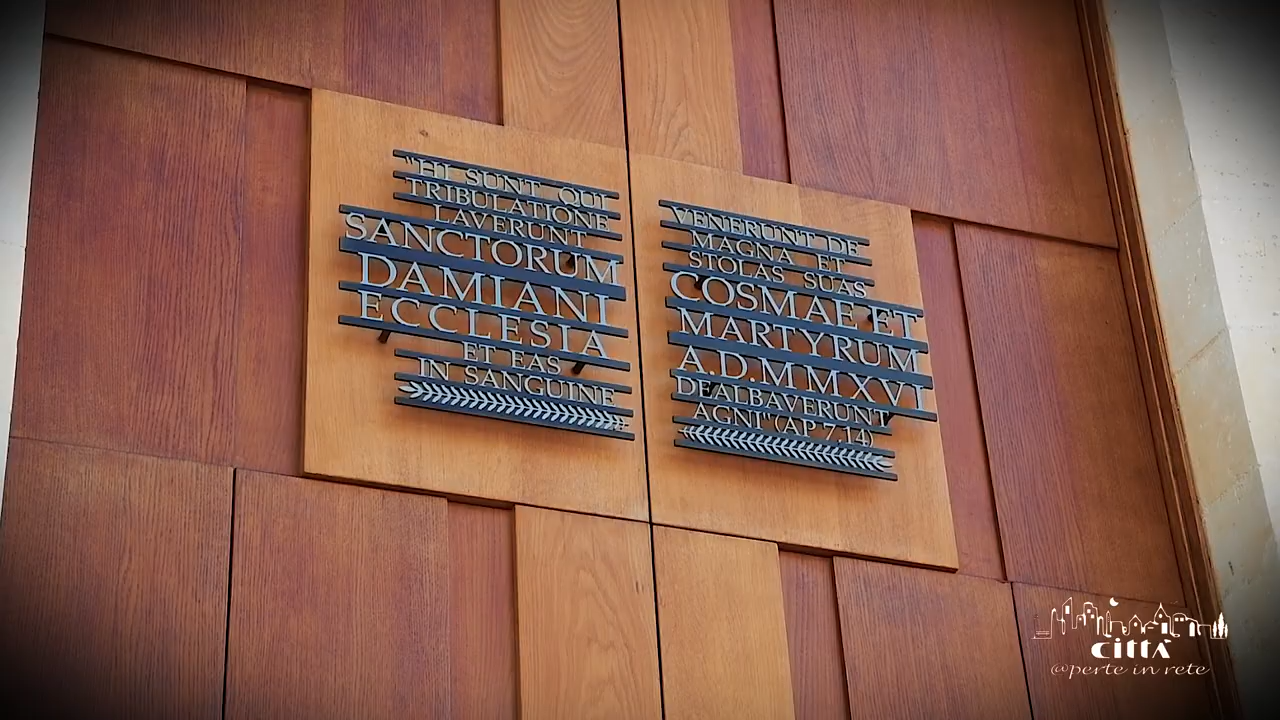 "HI SUNT QUI VENERUNT DE
TRIBULATIONE MAGNA ET
LAVERUNT STOLAS SUAS
SANCTORUM COSMAE ET
DAMIANI MARTYRUM
ECCLESIA A.D.MMXVI
ET EAS DEALBAVERUNT
IN SANGUINE AGNI" (AP 7,14)
CITTÀ
@perte in rete